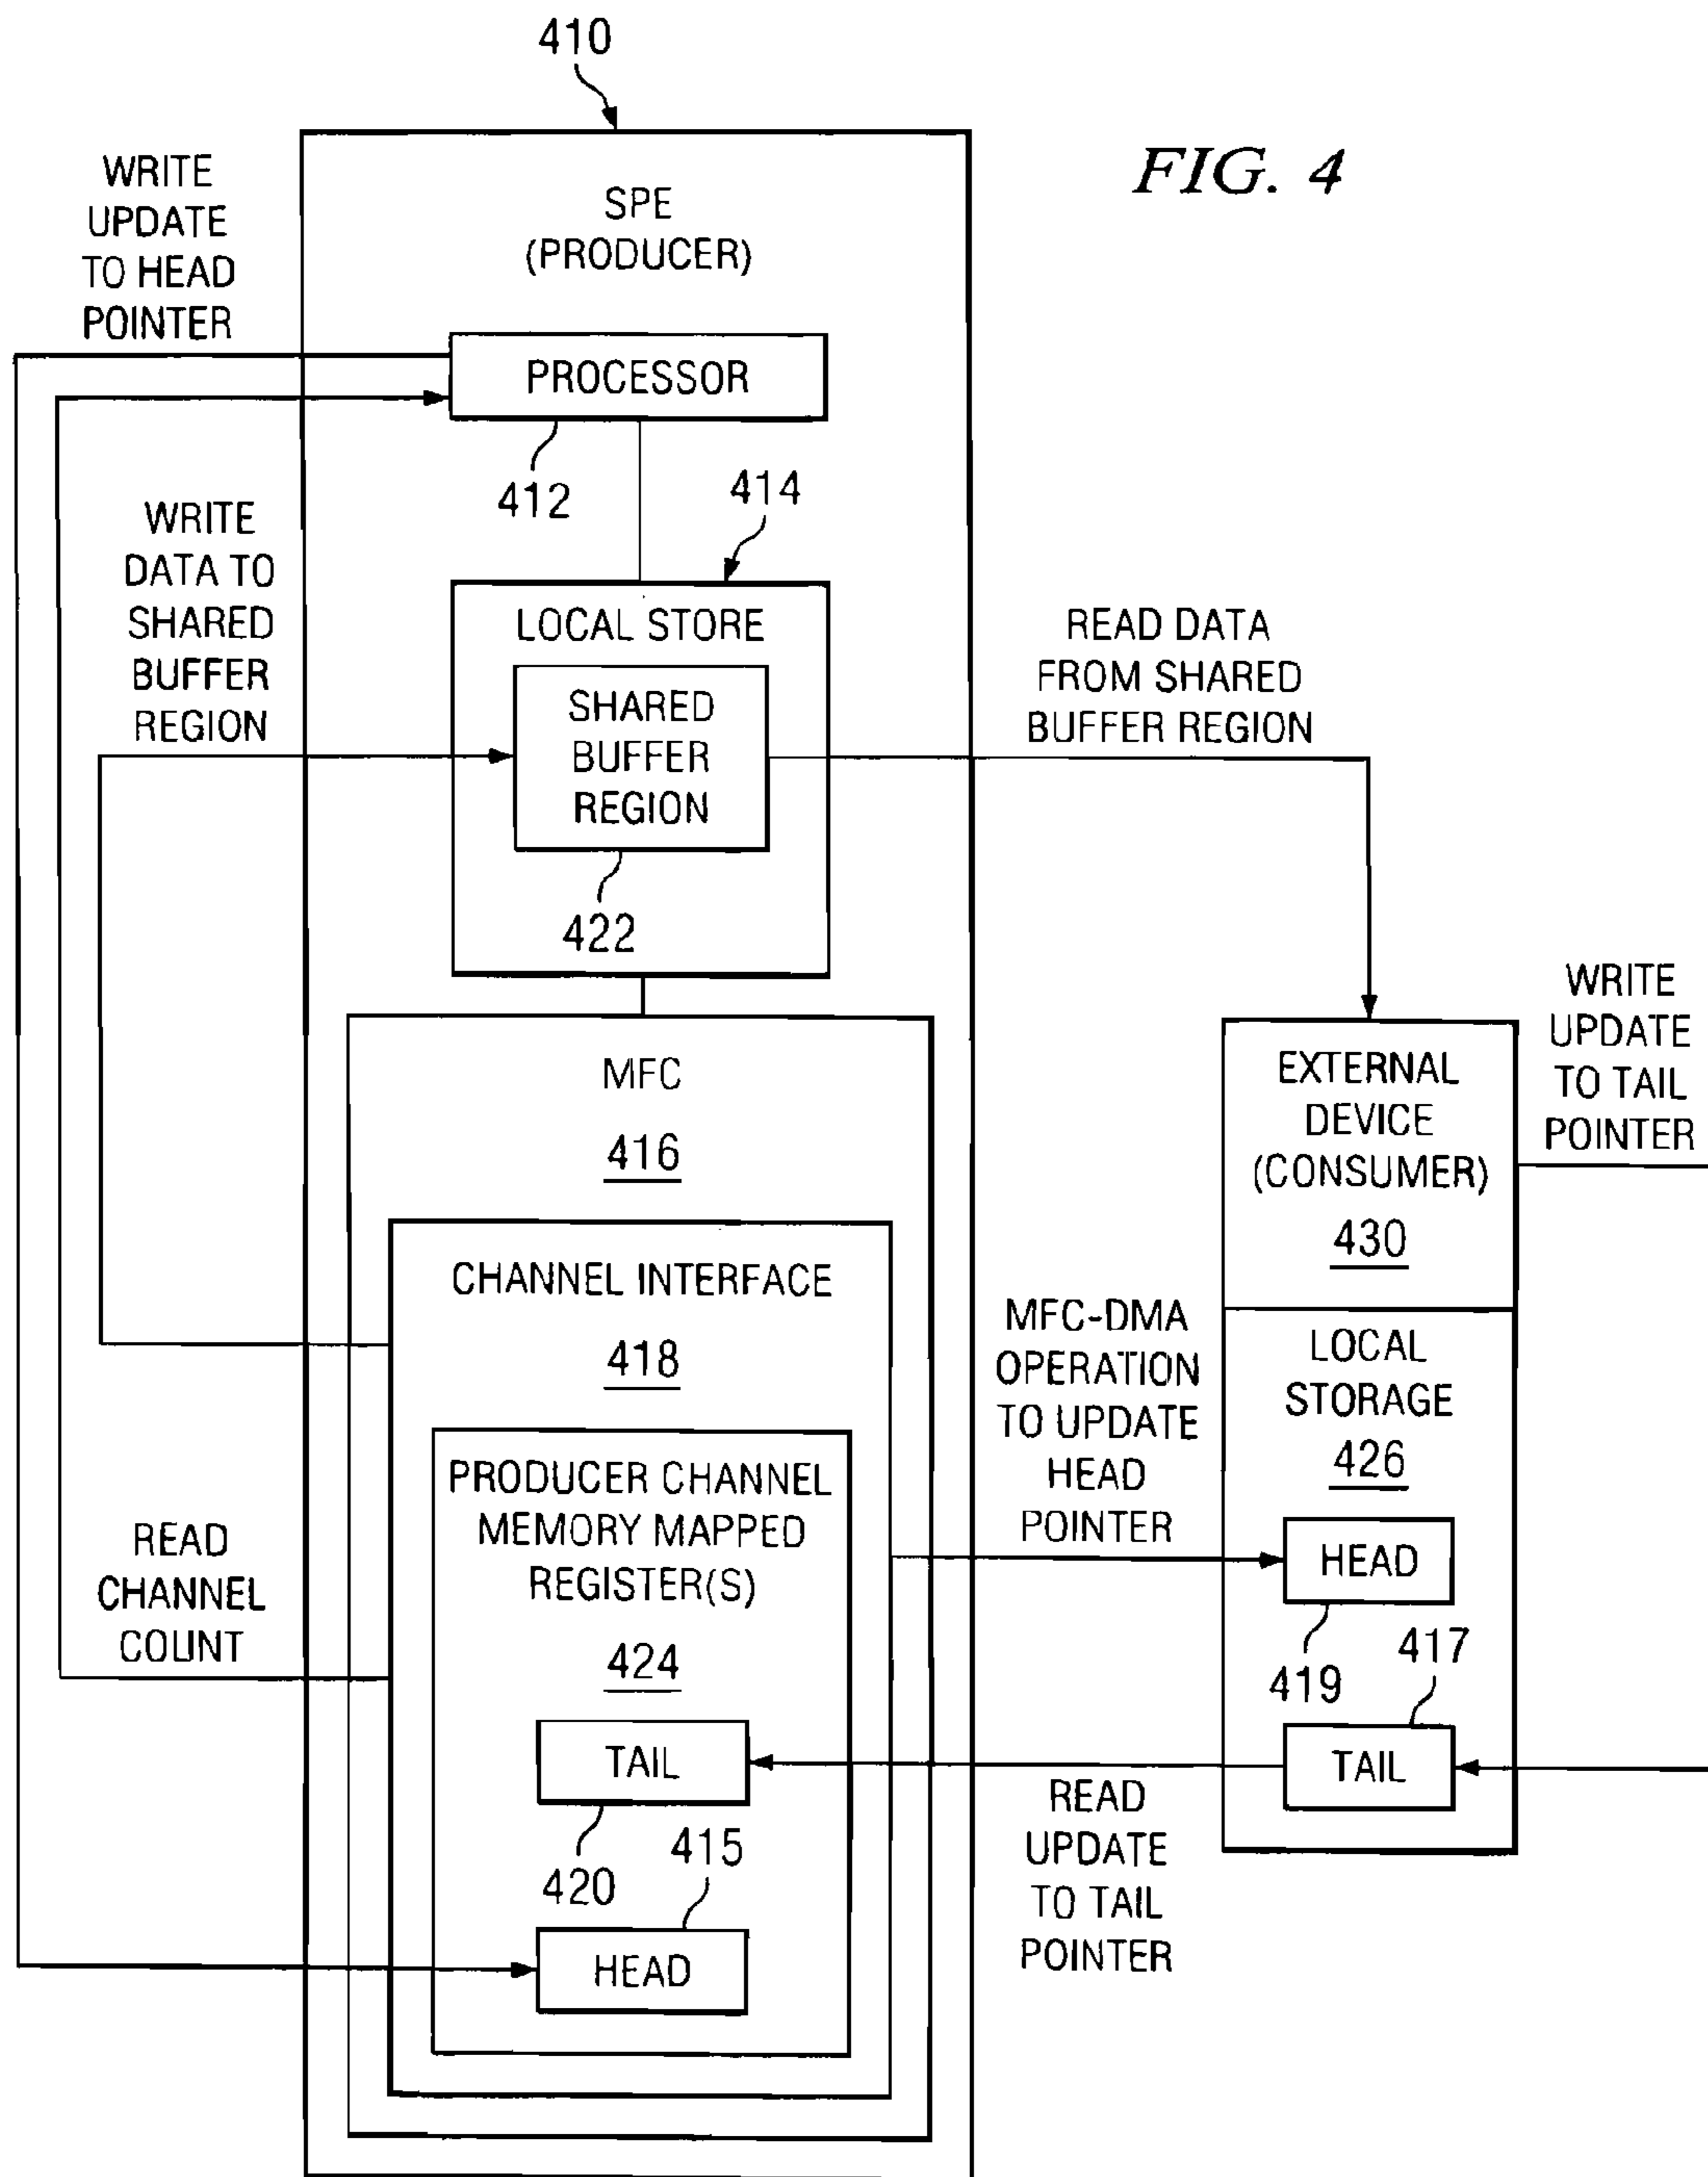 410
FIG. 4
WRITE
UPDATE
TO HEAD
POINTER
SPE
(PRODUCER)
PROCESSOR
412
414
WRITE
DATA TO
SHARED
BUFFER
REGION
LOCAL STORE
SHARED
BUFFER
REGION
422
READ DATA
FROM SHARED
BUFFER REGION
WRITE
UPDATE
TO TAIL
POINTER
MFC
416
EXTERNAL
DEVICE
(CONSUMER)
430
CHANNEL INTERFACE
418
MFC-DMA
OPERATION
TO UPDATE
HEAD
POINTER
LOCAL
STORAGE
426
PRODUCER CHANNEL
MEMORY MAPPED
REGISTER(S)
424
READ
CHANNEL
COUNT
HEAD
419
417
TAIL
420
TAIL
READ
UPDATE
TO TAIL
POINTER
415
HEAD